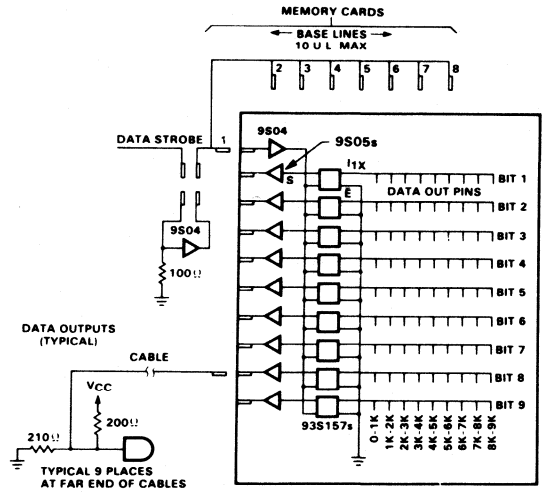 MEMORY CARDS
BASE LINES
10 U L MAX
2 3 4 5 6 7 8
DATA STROBE 1
9S04
9S05s
S
I1X
E̅
DATA OUT PINS
BIT 1
BIT 2
BIT 3
BIT 4
BIT 5
BIT 6
BIT 7
BIT 8
BIT 9
9S04
100Ω
DATA OUTPUTS
(TYPICAL)
CABLE
VCC
200Ω
210Ω
TYPICAL 9 PLACES
AT FAR END OF CABLES
93S157s
0-1K
1K-2K
2K-3K
3K-4K
4K-5K
5K-6K
6K-7K
7K-8K
8K-9K